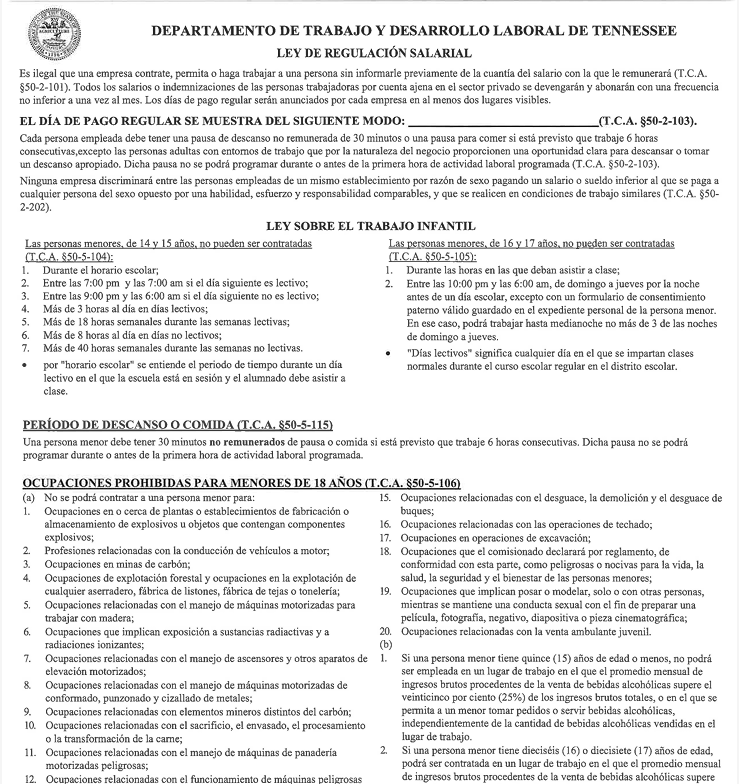 DEPARTAMENTO DE TRABAJO Y DESARROLLO LABORAL DE TENNESSEE
LEY DE REGULACIÓN SALARIAL
Es ilegal que una empresa contrate, permita o haga trabajar a una persona sin informarle previamente de la cuantía del salario con la que le remunerará (T.C.A.
§50-2-101). Todos los salarios o indemnizaciones de las personas trabajadoras por cuenta ajena en el sector privado se devengarán y abonarán con una frecuencia
no inferior a una vez al mes. Los días de pago regular serán anunciados por cada empresa en al menos dos lugares visibles.
EL DÍA DE PAGO REGULAR SE MUESTRA DEL SIGUIENTE MODO: ______________________________(T.C.A. §50-2-103).
Cada persona empleada debe tener una pausa de descanso no remunerada de 30 minutos o una pausa para comer si está previsto que trabaje 6 horas
consecutivas,excepto las personas adultas con entornos de trabajo que por la naturaleza del negocio proporcionen una oportunidad clara para descansar o tomar
un descanso apropiado. Dicha pausa no se podrá programar durante o antes de la primera hora de actividad laboral programada (T.C.A. §50-2-103).
Ninguna empresa discriminará entre las personas empleadas de un mismo establecimiento por razón de sexo pagando un salario o sueldo inferior al que se paga a
cualquier persona del sexo opuesto por una habilidad, esfuerzo y responsabilidad comparables, y que se realicen en condiciones de trabajo similares (T.C.A. §50-
2-202).
LEY SOBRE EL TRABAJO INFANTIL
Las personas menores, de 14 y 15 años, no pueden ser contratadas
(T.C.A. §50-5-104):
1. Durante el horario escolar;
2. Entre las 7:00 pm y las 7:00 am si el día siguiente es lectivo;
3. Entre las 9:00 pm y las 6:00 am si el día siguiente no es lectivo;
4. Más de 3 horas al día en días lectivos;
5. Más de 18 horas semanales durante las semanas lectivas;
6. Más de 8 horas al día en días no lectivos;
7. Más de 40 horas semanales durante las semanas no lectivas.
• por "horario escolar" se entiende el periodo de tiempo durante un día
lectivo en el que la escuela está en sesión y el alumnado debe asistir a
clase.
Las personas menores, de 16 y 17 años, no pueden ser contratadas
(T.C.A. §50-5-105):
1. Durante las horas en las que deban asistir a clase;
2. Entre las 10:00 pm y las 6:00 am, de domingo a jueves por la noche
antes de un día escolar, excepto con un formulario de consentimiento
paterno válido guardado en el expediente personal de la persona menor.
En ese caso, podrá trabajar hasta medianoche no más de 3 de las noches
de domingo a jueves.
• "Días lectivos" significa cualquier día en el que se impartan clases
normales durante el curso escolar regular en el distrito escolar.
PERÍODO DE DESCANSO O COMIDA (T.C.A. §50-5-115)
Una persona menor debe tener 30 minutos no remunerados de pausa o comida si está previsto que trabaje 6 horas consecutivas. Dicha pausa no se podrá
programar durante o antes de la primera hora de actividad laboral programada.
OCUPACIONES PROHIBIDAS PARA MENORES DE 18 AÑOS (T.C.A. §50-5-106)
(a) No se podrá contratar a una persona menor para:
1. Ocupaciones en o cerca de plantas o establecimientos de fabricación o
almacenamiento de explosivos u objetos que contengan componentes
explosivos;
2. Profesiones relacionadas con la conducción de vehículos a motor;
3. Ocupaciones en minas de carbón;
4. Ocupaciones de explotación forestal y ocupaciones en la explotación de
cualquier aserradero, fábrica de listones, fábrica de tejas o tonelería;
5. Ocupaciones relacionadas con el manejo de máquinas motorizadas para
trabajar con madera;
6. Ocupaciones que implican exposición a sustancias radiactivas y a
radiaciones ionizantes;
7. Ocupaciones relacionadas con el manejo de ascensores y otros aparatos de
elevación motorizados;
8. Ocupaciones relacionadas con el manejo de máquinas motorizadas de
conformado, punzonado y cizallado de metales;
9. Ocupaciones relacionadas con elementos mineros distintos del carbón;
10. Ocupaciones relacionadas con el sacrificio, el envasado, el procesamiento
o la transformación de la carne;
11. Ocupaciones relacionadas con el manejo de máquinas de panadería
motorizadas peligrosas;
12. Ocupaciones relacionadas con el funcionamiento de máquinas peligrosas
15. Ocupaciones relacionadas con el desguace, la demolición y el desguace de
buques;
16. Ocupaciones relacionadas con las operaciones de techado;
17. Ocupaciones en operaciones de excavación;
18. Ocupaciones que el comisionado declarará por reglamento, de
conformidad con esta parte, como peligrosas o nocivas para la vida, la
salud, la seguridad y el bienestar de las personas menores;
19. Ocupaciones que implican posar o modelar, solo o con otras personas,
mientras se mantiene una conducta sexual con el fin de preparar una
película, fotografía, negativo, diapositiva o pieza cinematográfica;
20. Ocupaciones relacionadas con la venta ambulante juvenil.
(b)
1. Si una persona menor tiene quince (15) años de edad o menos, no podrá
ser empleada en un lugar de trabajo en el que el promedio mensual de
ingresos brutos procedentes de la venta de bebidas alcohólicas supere el
veinticinco por ciento (25%) de los ingresos brutos totales, o en el que se
permita a un menor tomar pedidos o servir bebidas alcohólicas,
independientemente de la cantidad de bebidas alcohólicas vendidas en el
lugar de trabajo.
2. Si una persona menor tiene dieciséis (16) o diecisiete (17) años de edad,
podrá ser contratada en un lugar de trabajo en el que el promedio mensual
de ingresos brutos procedentes de la venta de bebidas alcohólicas supere